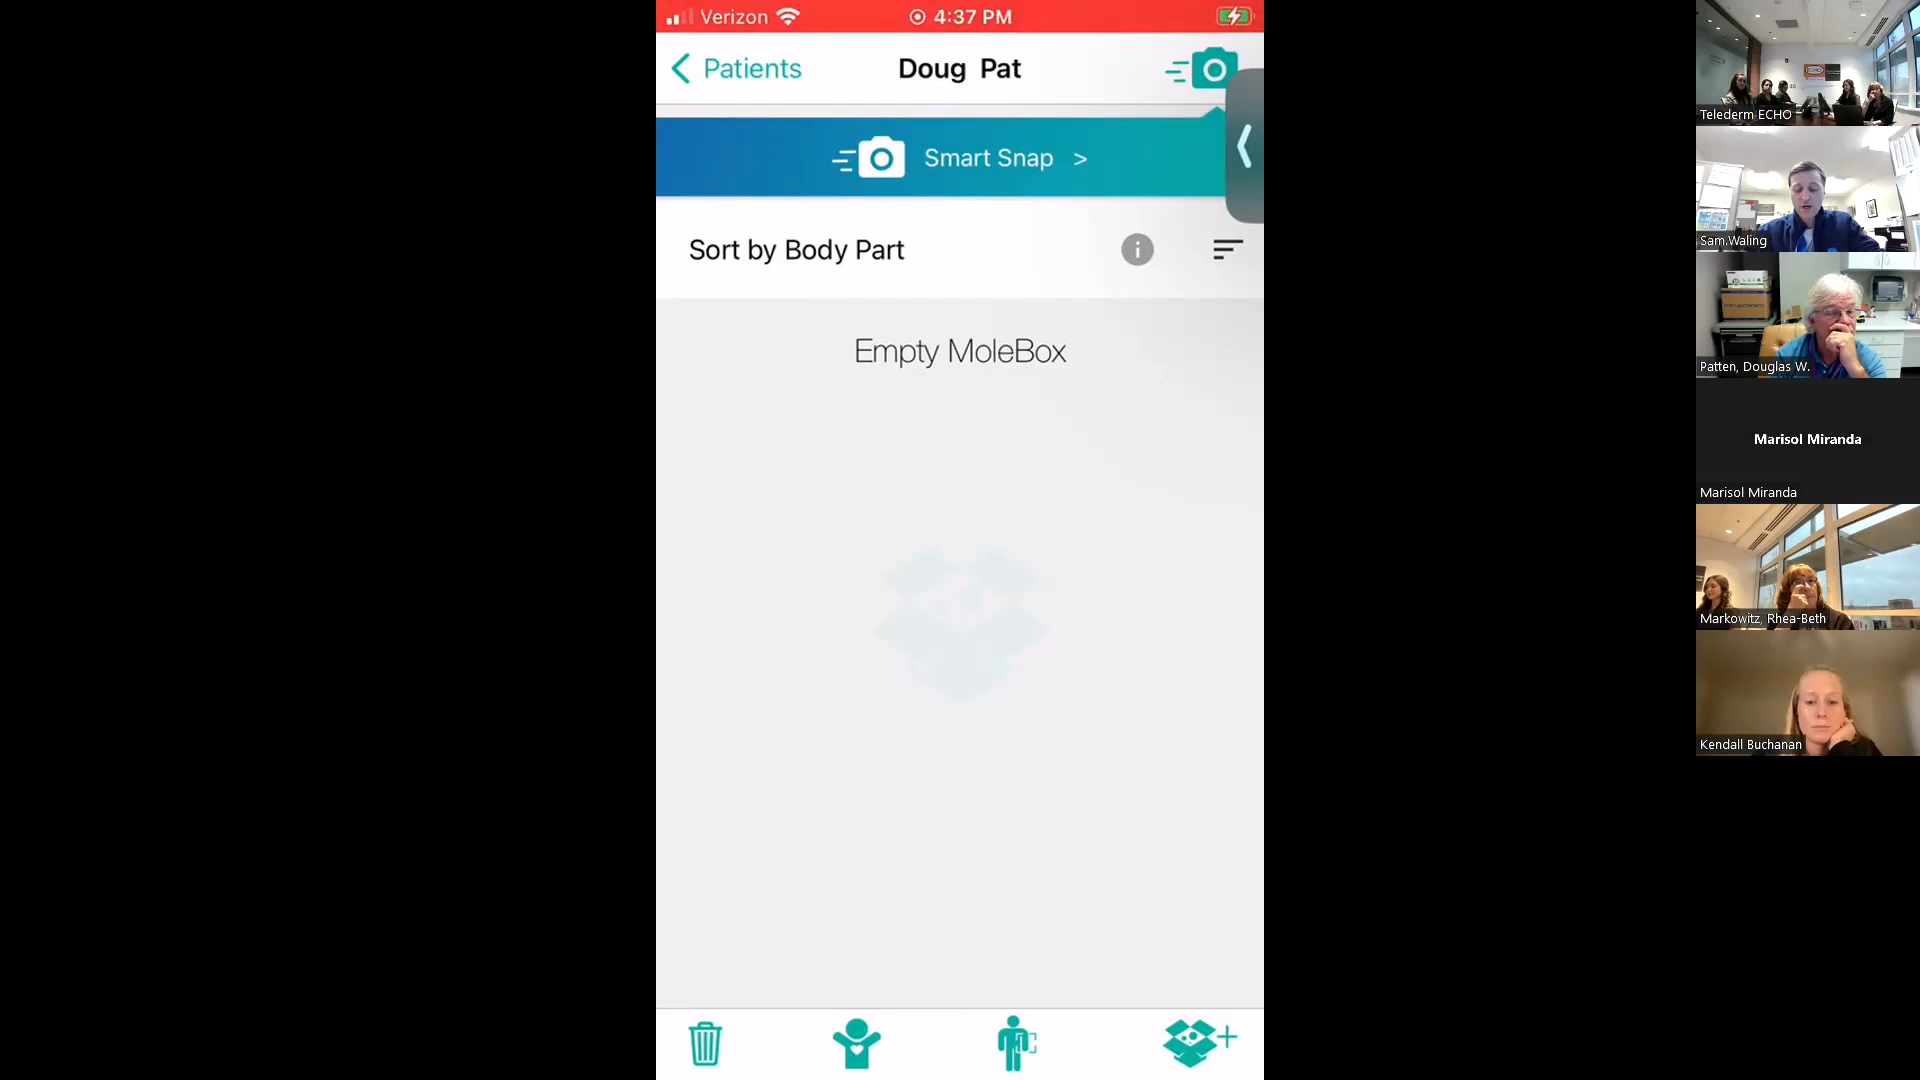 Verizon
4:37 PM
Patients
Doug Pat
Smart Snap >
Sort by Body Part
Empty MoleBox
Telederm ECHO
Sam.Waling
Patten, Douglas W.
Marisol Miranda
Marisol Miranda
Markowitz, Rhea-Beth
Kendall Buchanan